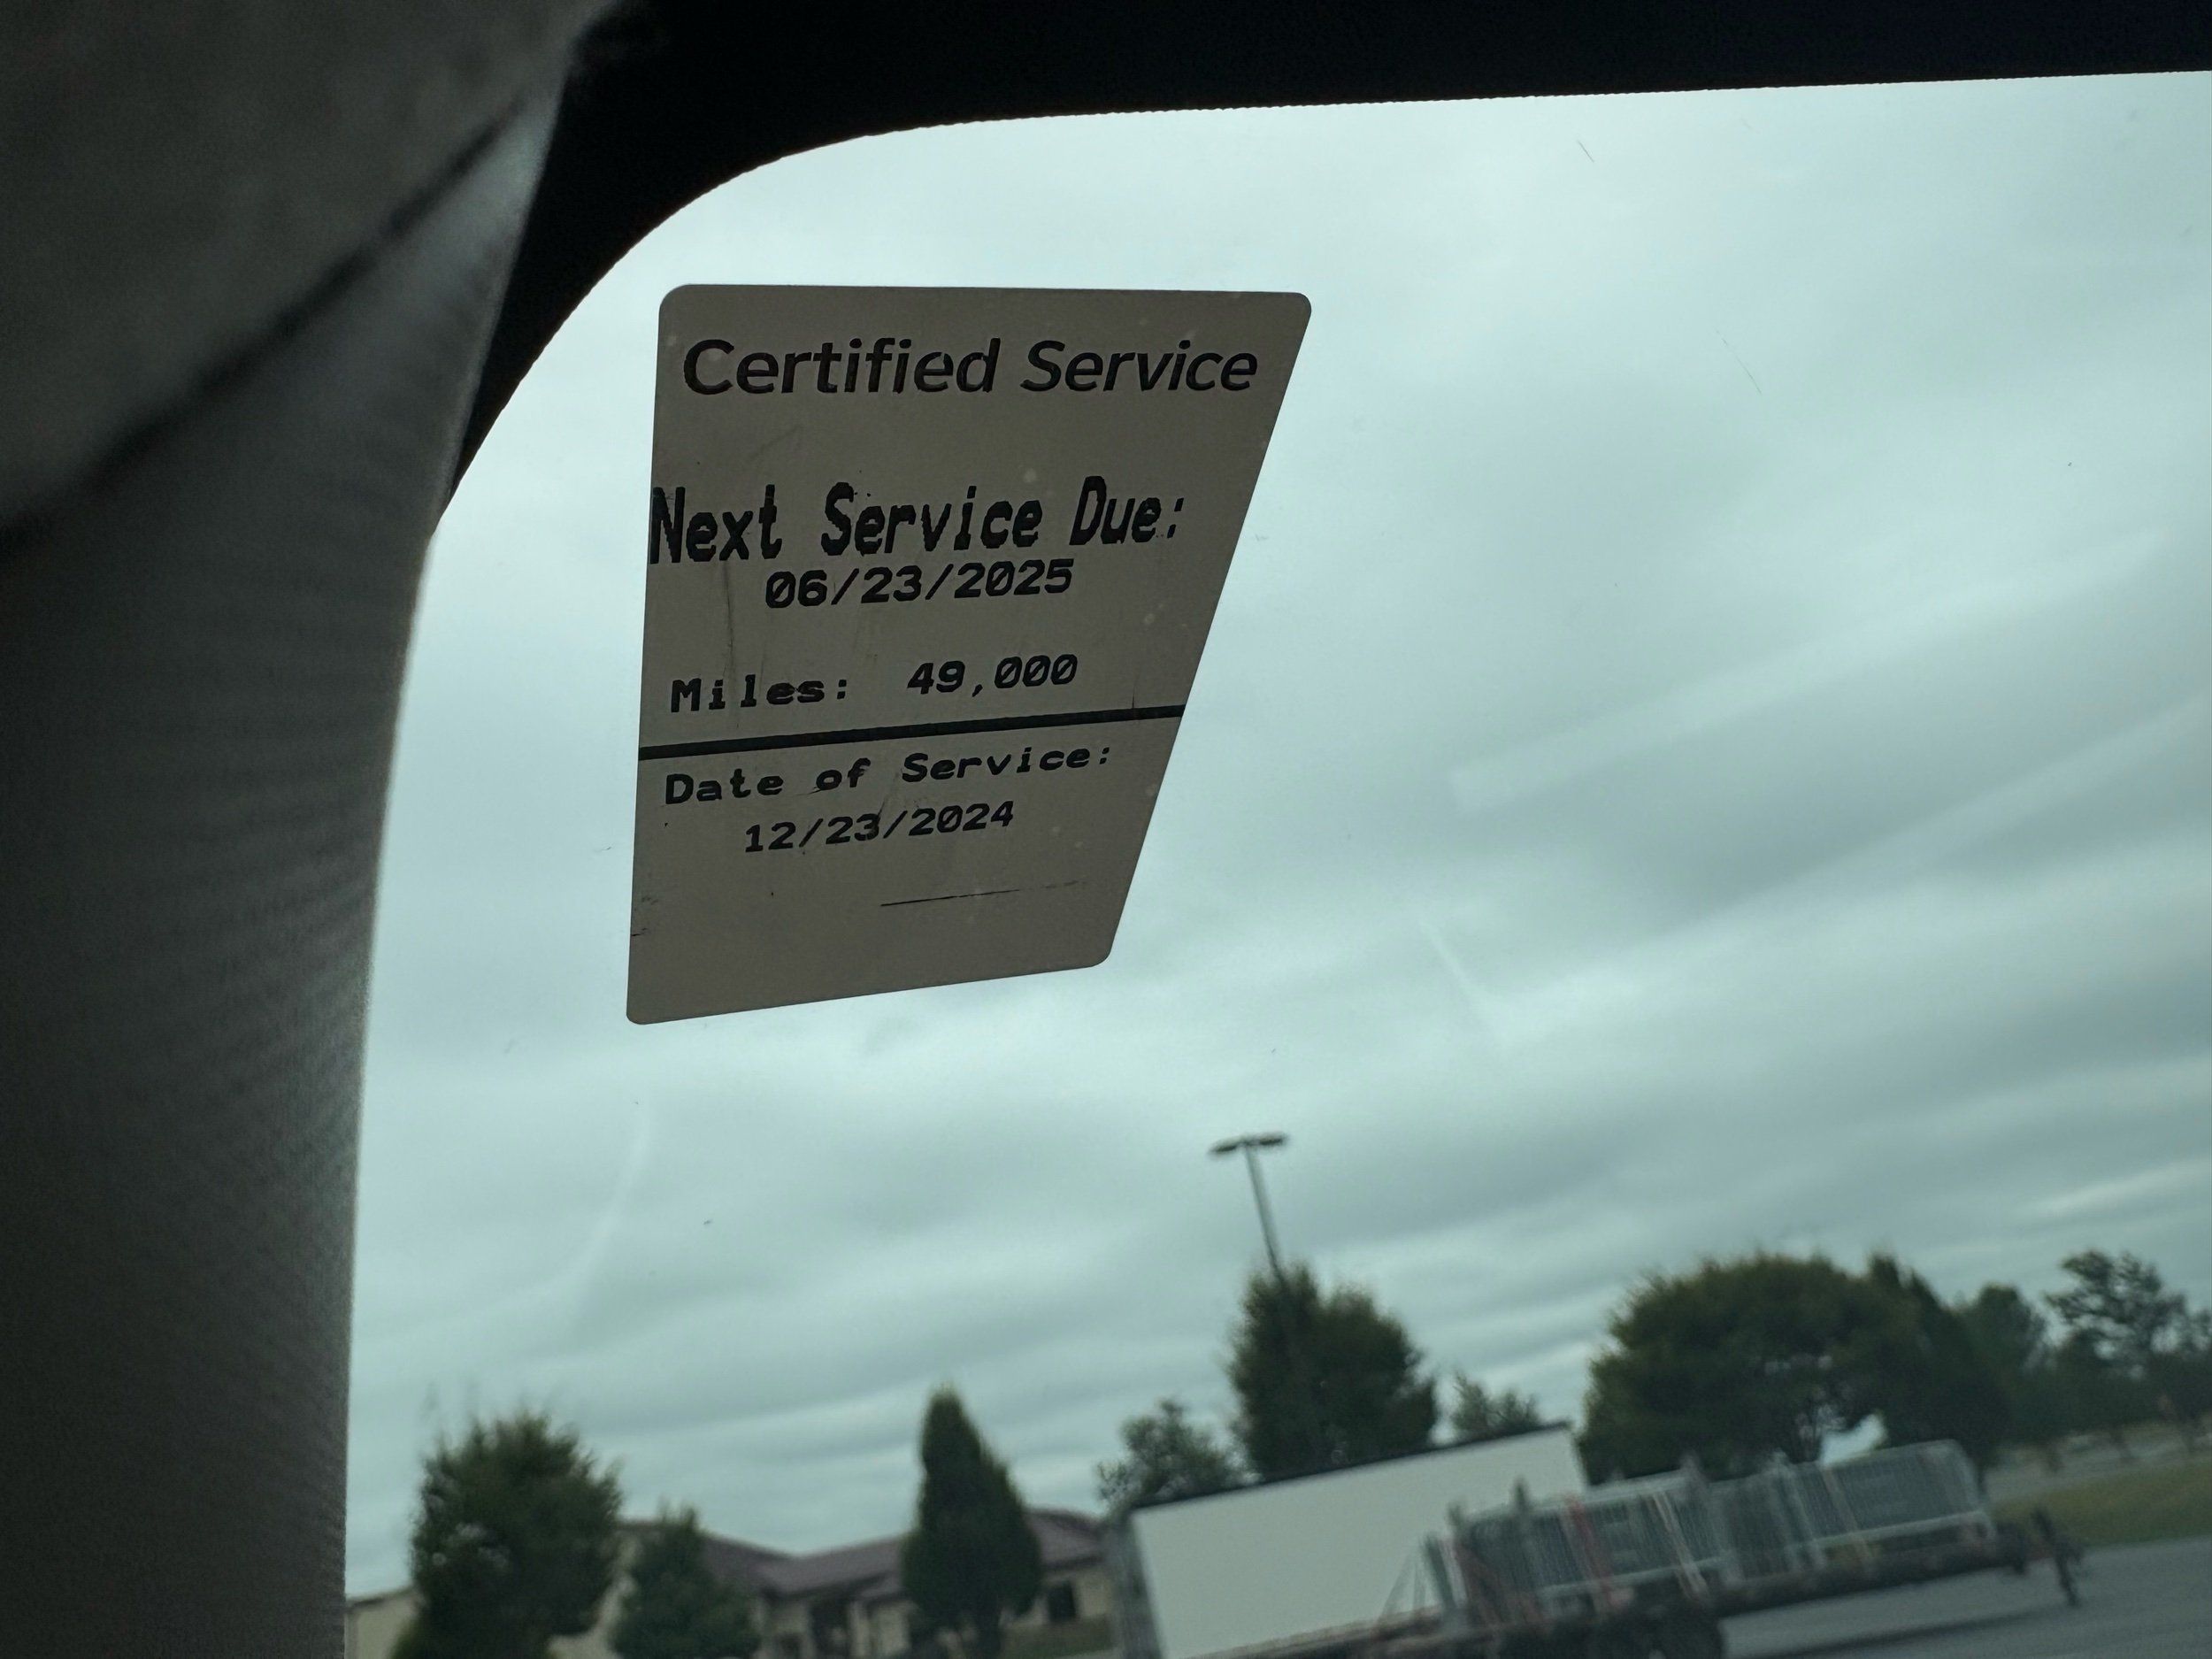 Certified Service
Next Service Due:
06/23/2025
Miles: 49,000
Date of Service:
12/23/2024